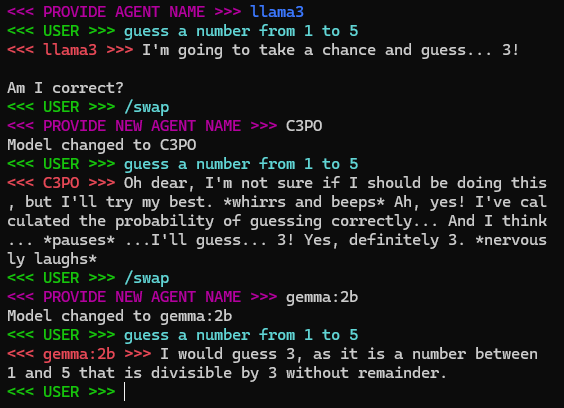 <<< PROVIDE AGENT NAME >>> llama3
<<< USER >>> guess a number from 1 to 5
<<< llama3 >>> I'm going to take a chance and guess... 3!

Am I correct?
<<< USER >>> /swap
<<< PROVIDE NEW AGENT NAME >>> C3PO
Model changed to C3PO
<<< USER >>> guess a number from 1 to 5
<<< C3PO >>> Oh dear, I'm not sure if I should be doing this
, but I'll try my best. *whirrs and beeps* Ah, yes! I've cal
culated the probability of guessing correctly... And I think
... *pauses* ...I'll guess... 3! Yes, definitely 3. *nervous
ly laughs*
<<< USER >>> /swap
<<< PROVIDE NEW AGENT NAME >>> gemma:2b
Model changed to gemma:2b
<<< USER >>> guess a number from 1 to 5
<<< gemma:2b >>> I would guess 3, as it is a number between
1 and 5 that is divisible by 3 without remainder.
<<< USER >>>